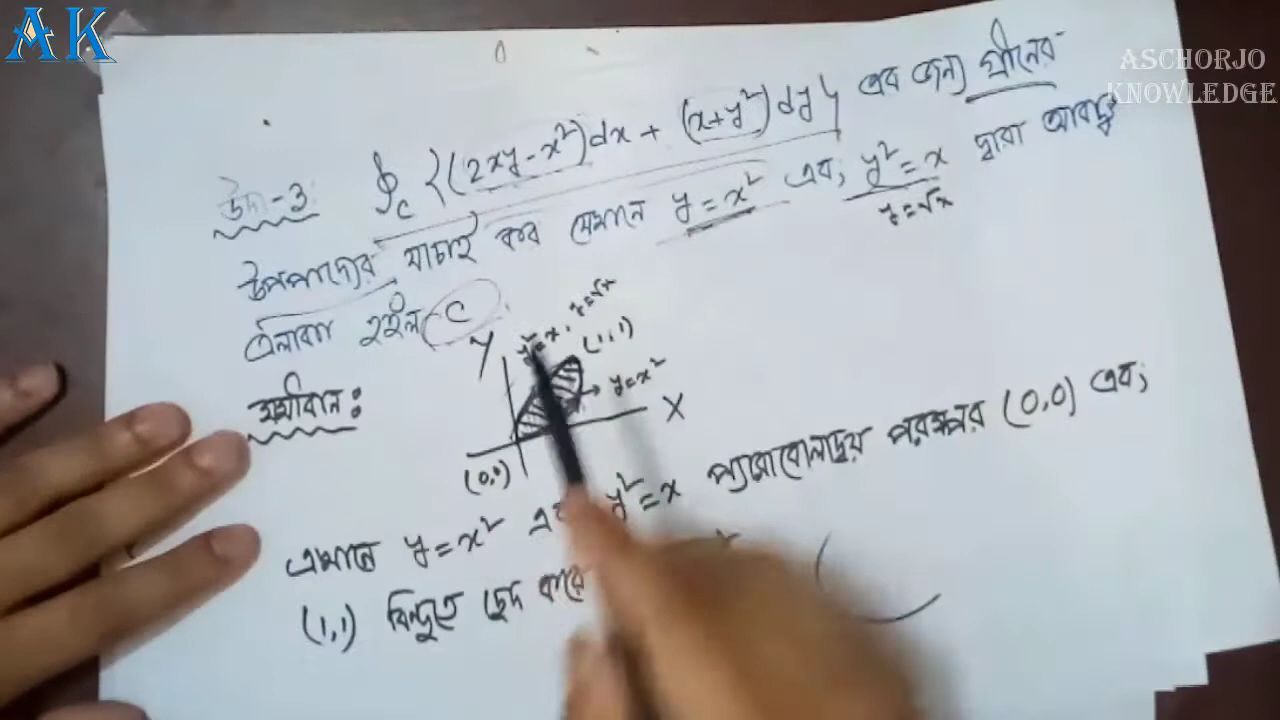 AK
ASCHORJO
KNOWLEDGE
উদা-3: ∮c {(2xy-x²)dx + (x+y²)dy} এর জন্য গ্রীনের
উপপাদ্যের যাচাই কর যেখানে y = x² এবং y² = x দ্বারা আবদ্ধ
y=√x
এলাকা হইল C
Y
y²=x, y=√x
(1,1)
y=x²
X
(0,0)
সমাধান:
এখানে y = x² এবং y² = x প্যারাবোলাদ্বয় পরস্পর (0,0) এবং
(1,1) বিন্দুতে ছেদ করে